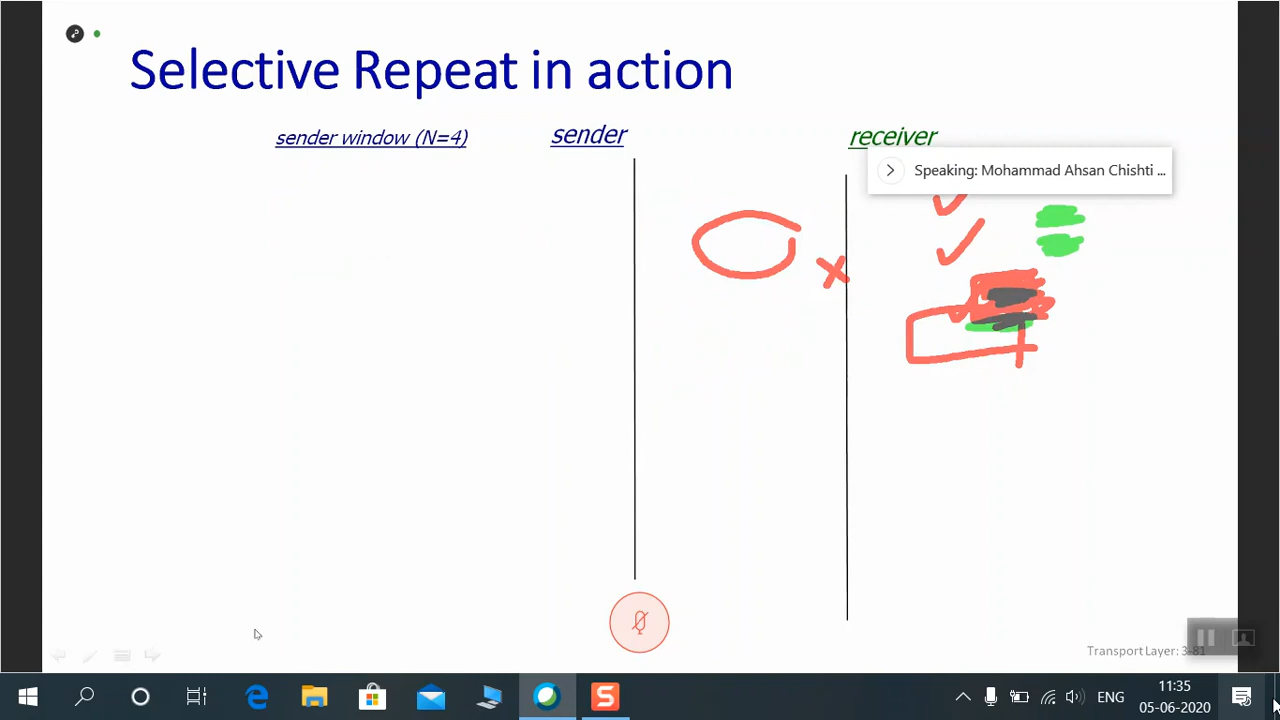 Selective Repeat in action
sender window (N=4)
sender
receiver
Speaking: Mohammad Ahsan Chishti ...
Transport Layer: 3-81
ENG
11:35
05-06-2020